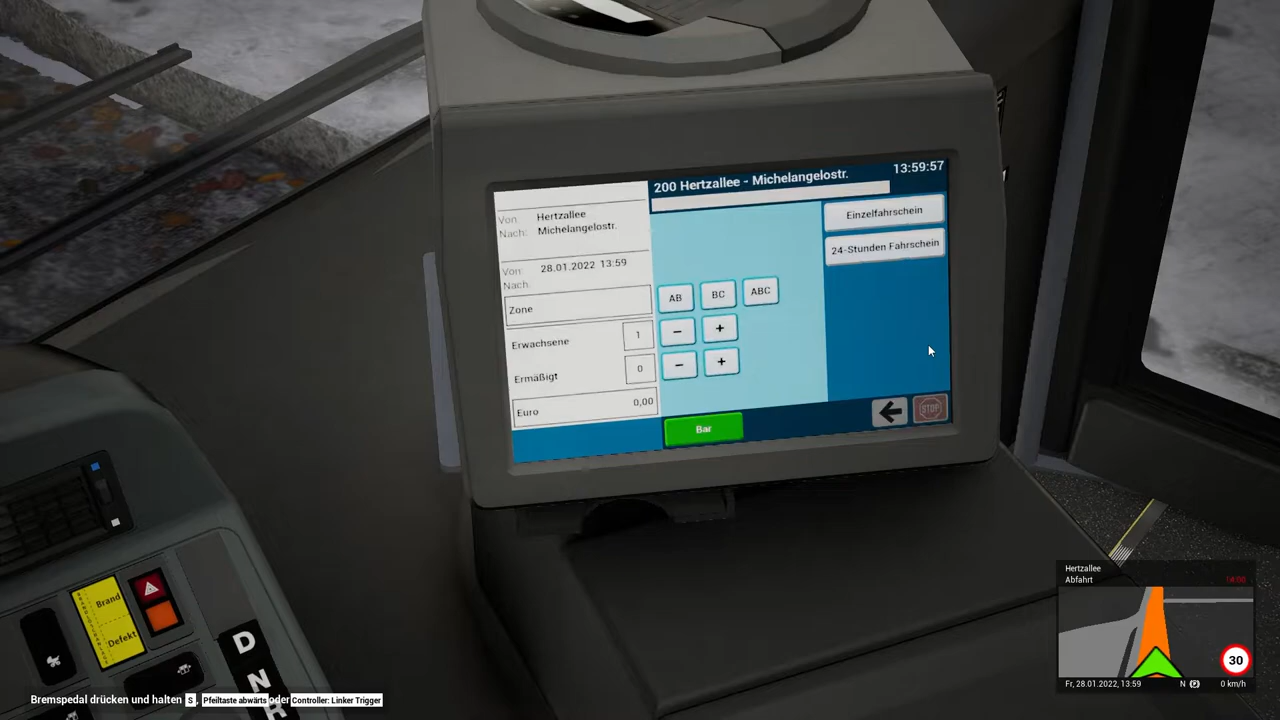 200 Hertzallee - Michelangelostr.
13:59:57
Von Hertzallee
Nach: Michelangelostr.
Einzelfahrschein
24-Stunden Fahrschein
Von 28.01.2022 13:59
Nach.
Zone
AB BC ABC
Erwachsene 1 − +
Ermäßigt 0 − +
Euro 0,00
Bar
STOP
Brand
Defekt
D
N
R
Hertzallee
Abfahrt 14:00
30
Fr, 28.01.2022, 13:59 N (P) 0 km/h
Bremspedal drücken und halten S, Pfeiltaste abwärts oder Controller: Linker Trigger